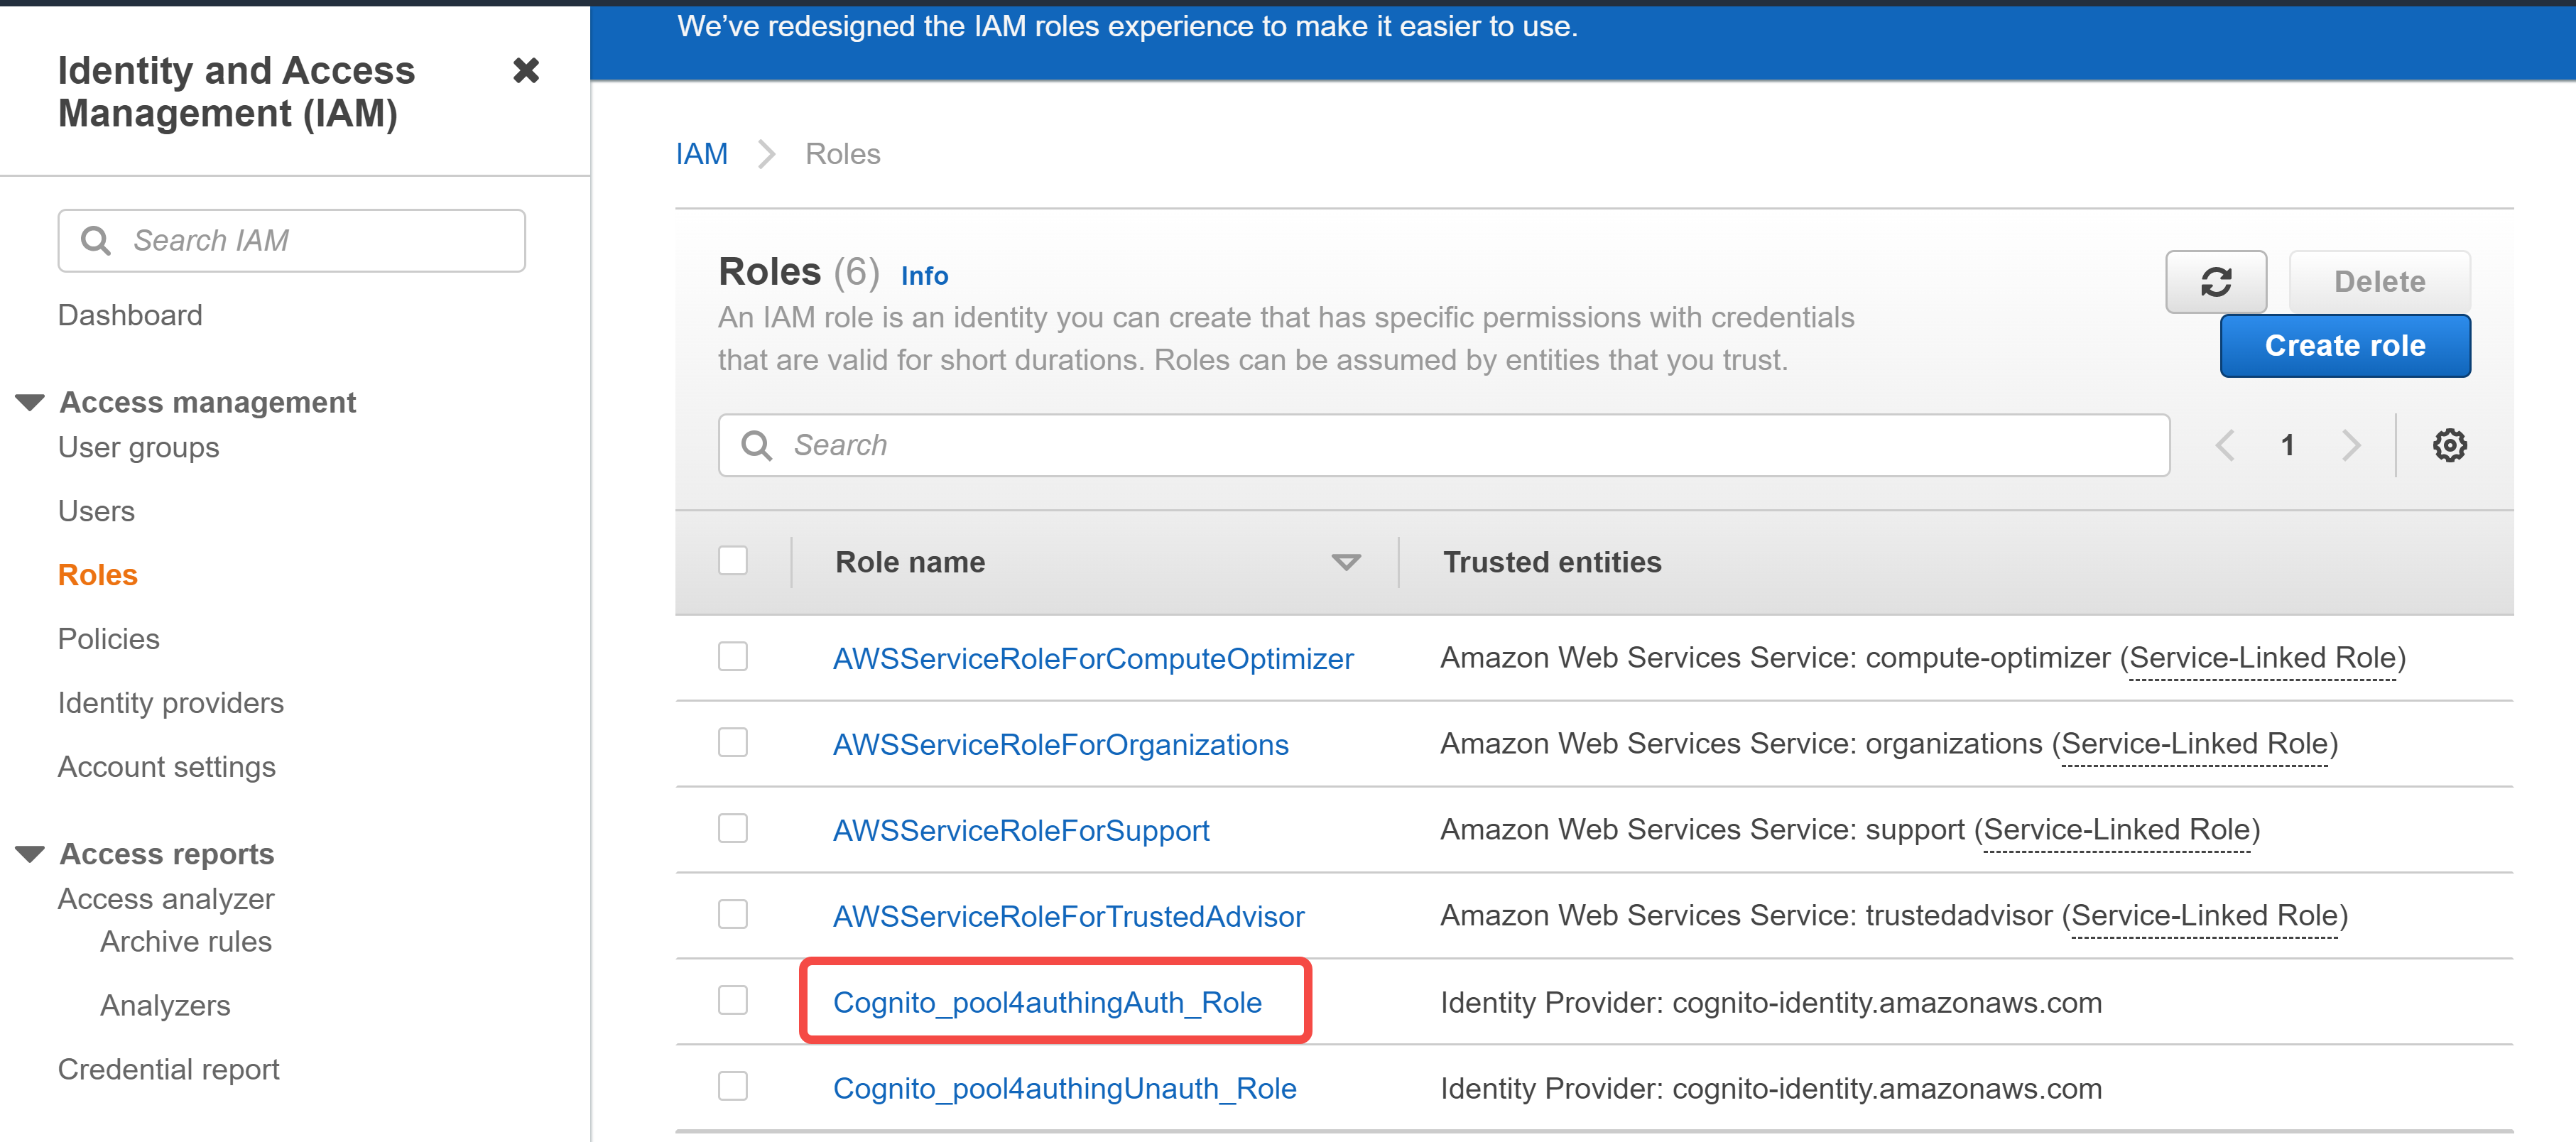 We've redesigned the IAM roles experience to make it easier to use.
Identity and Access
Management (IAM)
Search IAM
Dashboard
Access management
User groups
Users
Roles
Policies
Identity providers
Account settings
Access reports
Access analyzer
Archive rules
Analyzers
Credential report
IAM
Roles
Roles (6) Info
An IAM role is an identity you can create that has specific permissions with credentials
that are valid for short durations. Roles can be assumed by entities that you trust.
Delete
Create role
Search
1
Role name Trusted entities
AWSServiceRoleForComputeOptimizer Amazon Web Services Service: compute-optimizer (Service-Linked Role)
AWSServiceRoleForOrganizations Amazon Web Services Service: organizations (Service-Linked Role)
AWSServiceRoleForSupport Amazon Web Services Service: support (Service-Linked Role)
AWSServiceRoleForTrustedAdvisor Amazon Web Services Service: trustedadvisor (Service-Linked Role)
Cognito_pool4authingAuth_Role Identity Provider: cognito-identity.amazonaws.com
Cognito_pool4authingUnauth_Role Identity Provider: cognito-identity.amazonaws.com